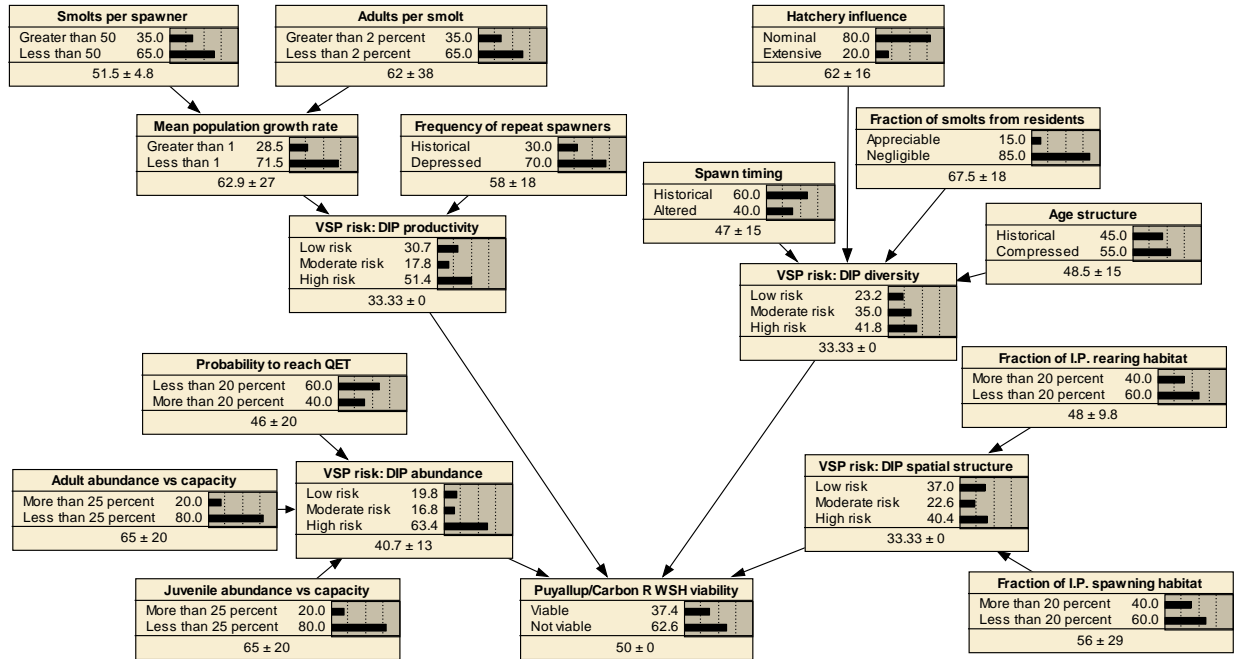 Smolts per spawner
Greater than 50 35.0
Less than 50 65.0
51.5 ± 4.8
Adults per smolt
Greater than 2 percent 35.0
Less than 2 percent 65.0
62 ± 38
Hatchery influence
Nominal 80.0
Extensive 20.0
62 ± 16
Mean population growth rate
Greater than 1 28.5
Less than 1 71.5
62.9 ± 27
Frequency of repeat spawners
Historical 30.0
Depressed 70.0
58 ± 18
Fraction of smolts from residents
Appreciable 15.0
Negligible 85.0
67.5 ± 18
Spawn timing
Historical 60.0
Altered 40.0
47 ± 15
Age structure
Historical 45.0
Compressed 55.0
48.5 ± 15
VSP risk: DIP productivity
Low risk 30.7
Moderate risk 17.8
High risk 51.4
33.33 ± 0
VSP risk: DIP diversity
Low risk 23.2
Moderate risk 35.0
High risk 41.8
33.33 ± 0
Probability to reach QET
Less than 20 percent 60.0
More than 20 percent 40.0
46 ± 20
Fraction of I.P. rearing habitat
More than 20 percent 40.0
Less than 20 percent 60.0
48 ± 9.8
Adult abundance vs capacity
More than 25 percent 20.0
Less than 25 percent 80.0
65 ± 20
VSP risk: DIP abundance
Low risk 19.8
Moderate risk 16.8
High risk 63.4
40.7 ± 13
VSP risk: DIP spatial structure
Low risk 37.0
Moderate risk 22.6
High risk 40.4
33.33 ± 0
Juvenile abundance vs capacity
More than 25 percent 20.0
Less than 25 percent 80.0
65 ± 20
Puyallup/Carbon R WSH viability
Viable 37.4
Not viable 62.6
50 ± 0
Fraction of I.P. spawning habitat
More than 20 percent 40.0
Less than 20 percent 60.0
56 ± 29